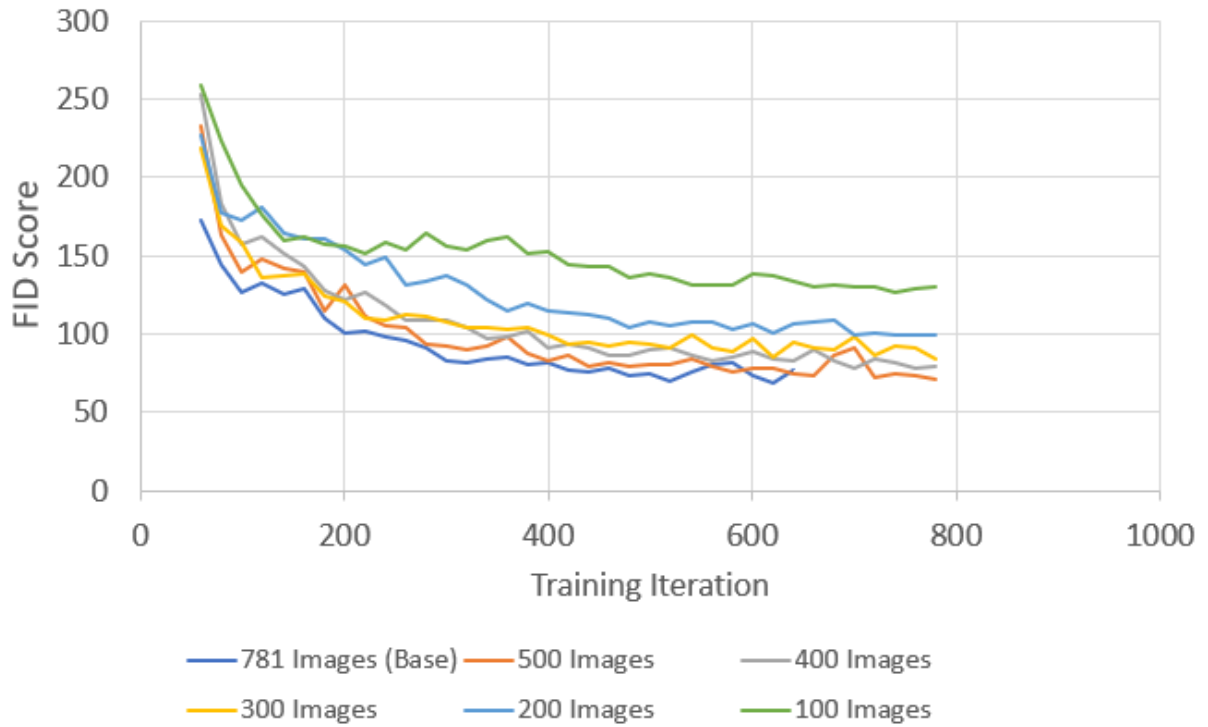 300
250
200
150
100
50
0
FID Score
0 200 400 600 800 1000
Training Iteration
781 Images (Base) 500 Images 400 Images
300 Images 200 Images 100 Images